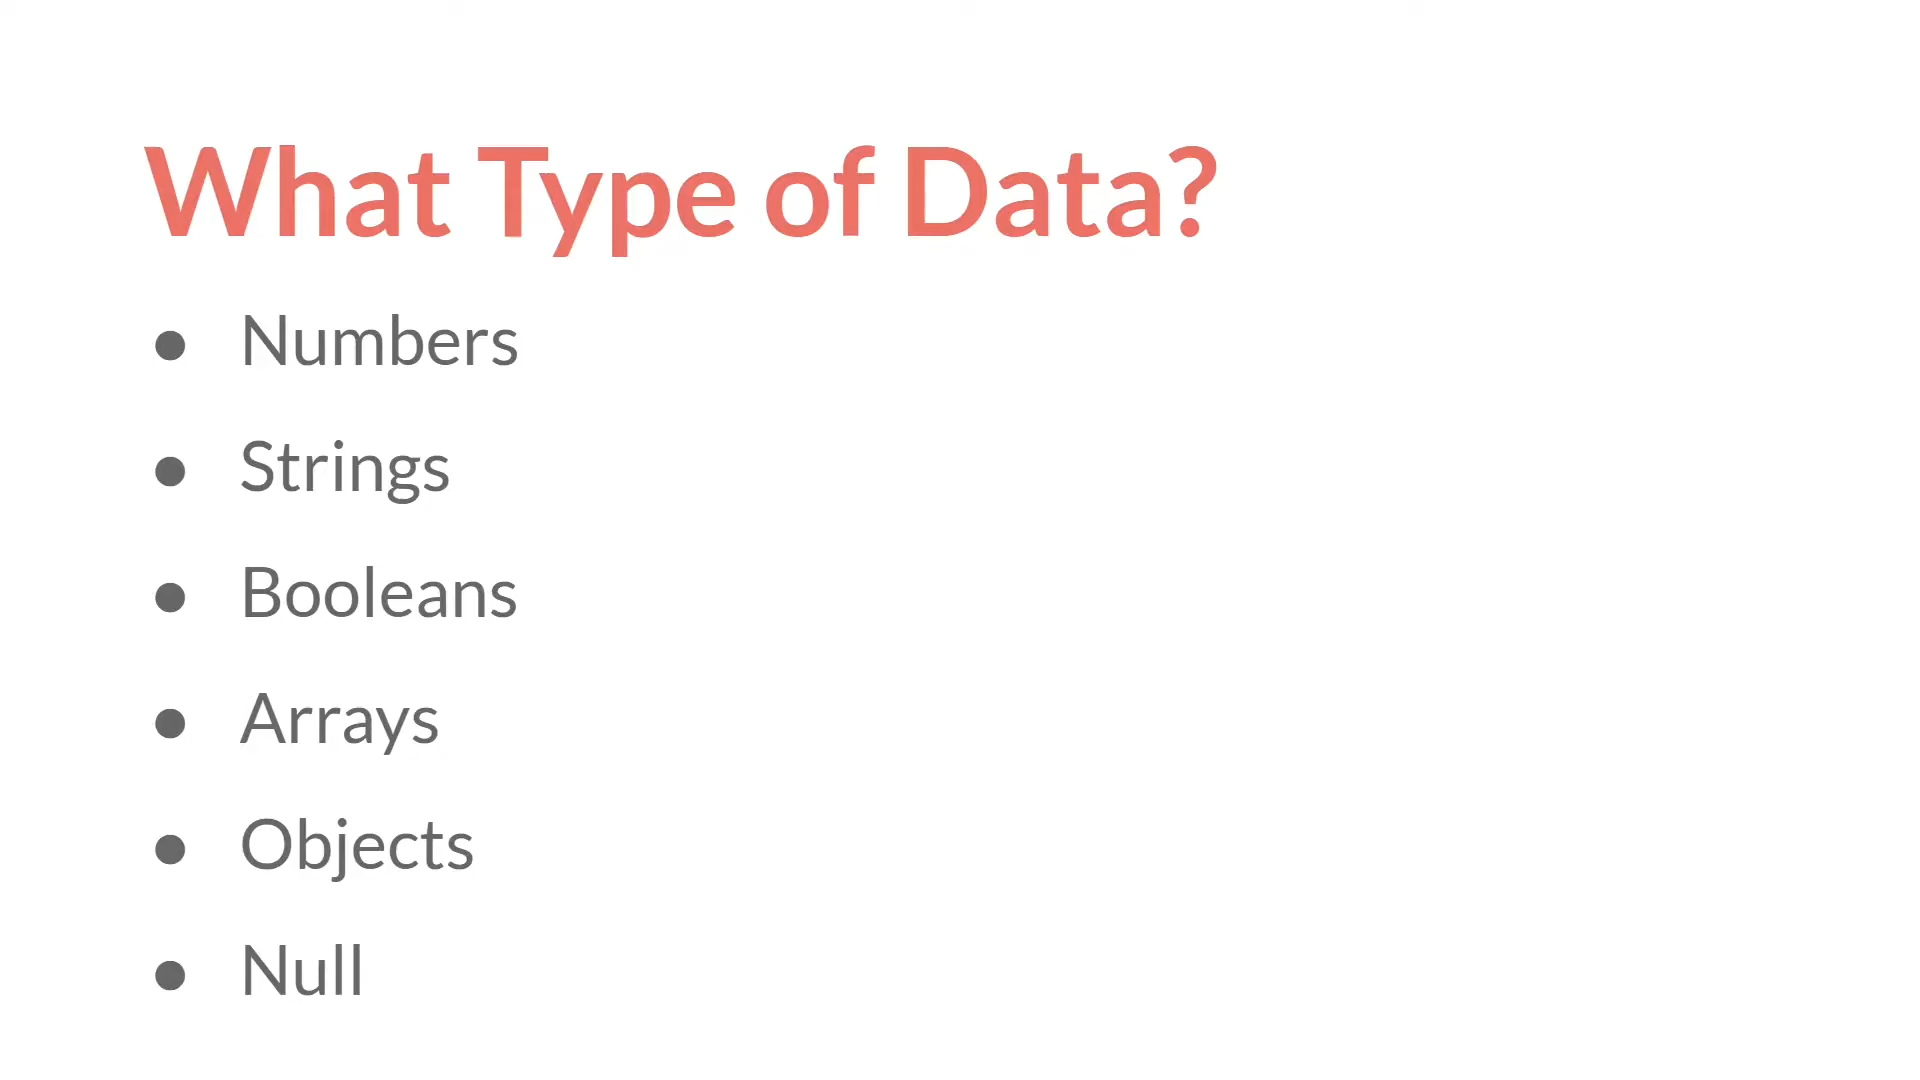 What Type of Data?
● Numbers
● Strings
● Booleans
● Arrays
● Objects
● Null